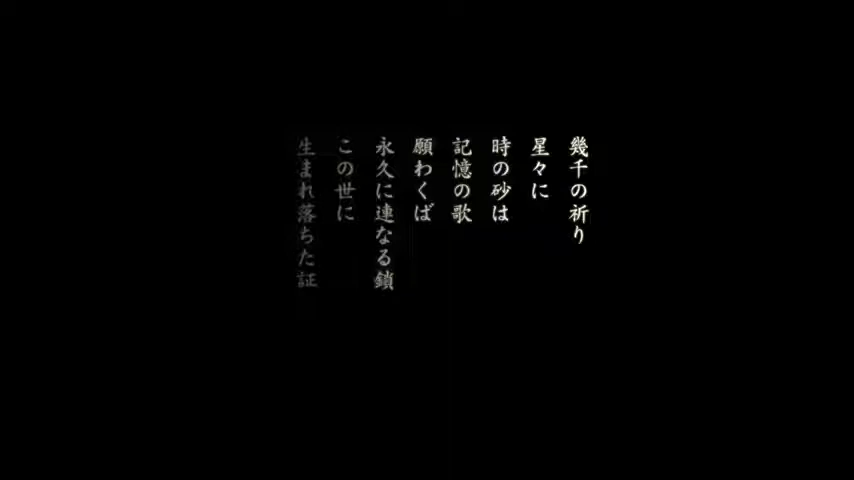 幾千の祈り
星々に
時の砂は
記憶の歌
願わくば
永久に連なる鎖
この世に
生まれ落ちた証